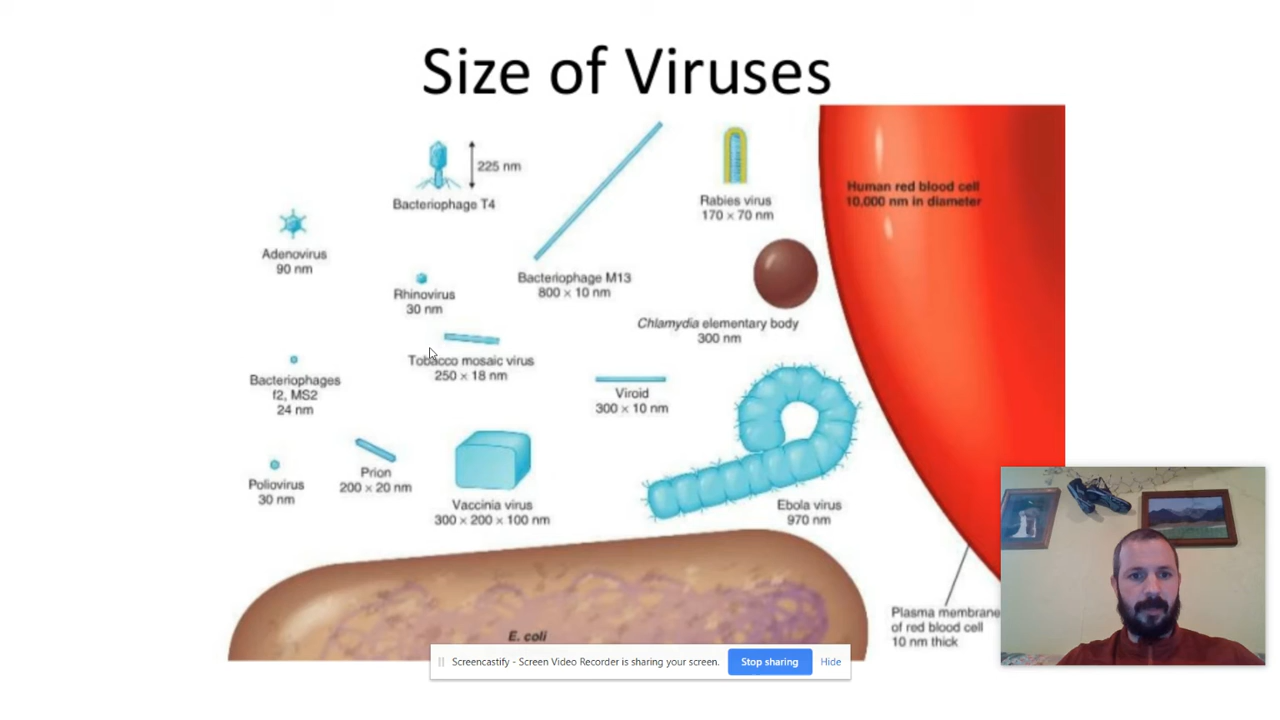 Size of Viruses
225 nm
Bacteriophage T4
Adenovirus
90 nm
Rhinovirus
30 nm
Bacteriophage M13
800 × 10 nm
Rabies virus
170 × 70 nm
Human red blood cell
10,000 nm in diameter
Chlamydia elementary body
300 nm
Tobacco mosaic virus
250 × 18 nm
Bacteriophages
f2, MS2
24 nm
Viroid
300 × 10 nm
Poliovirus
30 nm
Prion
200 × 20 nm
Vaccinia virus
300 × 200 × 100 nm
Ebola virus
970 nm
Plasma membrane
of red blood cell
10 nm thick
E. coli
Screencastify - Screen Video Recorder is sharing your screen.
Stop sharing
Hide